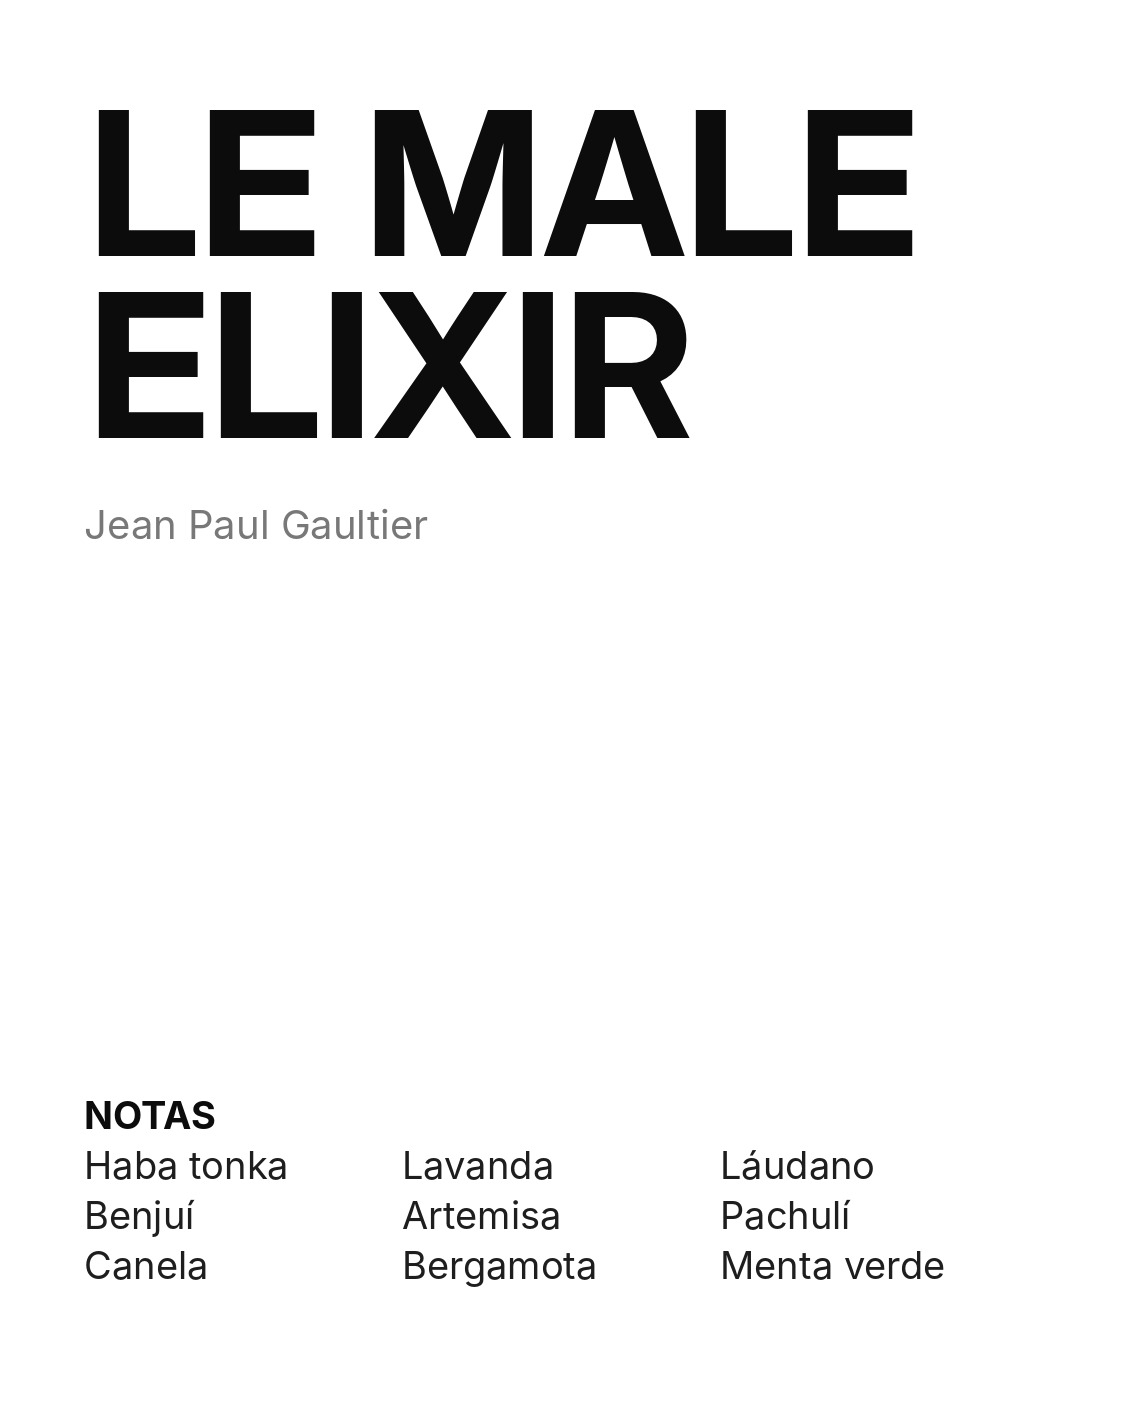 LE MALE
ELIXIR
Jean Paul Gaultier
NOTAS
Haba tonka Lavanda Láudano
Benjuí Artemisa Pachulí
Canela Bergamota Menta verde